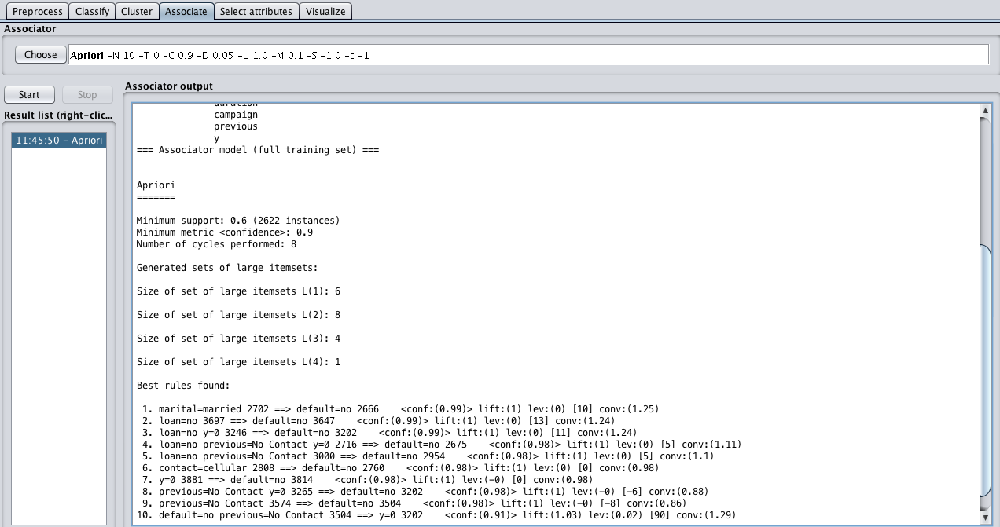 Preprocess Classify Cluster Associate Select attributes Visualize
Associator
Choose Apriori -N 10 -T 0 -C 0.9 -D 0.05 -U 1.0 -M 0.1 -S -1.0 -c -1
Start Stop
Result list (right-clic...
11:45:50 - Apriori
Associator output
duration
campaign
previous
y
=== Associator model (full training set) ===
Apriori
=======
Minimum support: 0.6 (2622 instances)
Minimum metric <confidence>: 0.9
Number of cycles performed: 8
Generated sets of large itemsets:
Size of set of large itemsets L(1): 6
Size of set of large itemsets L(2): 8
Size of set of large itemsets L(3): 4
Size of set of large itemsets L(4): 1
Best rules found:
1. marital=married 2702 ==> default=no 2666 <conf:(0.99)> lift:(1) lev:(0) [10] conv:(1.25)
2. loan=no 3697 ==> default=no 3647 <conf:(0.99)> lift:(1) lev:(0) [13] conv:(1.24)
3. loan=no y=0 3246 ==> default=no 3202 <conf:(0.99)> lift:(1) lev:(0) [11] conv:(1.24)
4. loan=no previous=No Contact y=0 2716 ==> default=no 2675 <conf:(0.98)> lift:(1) lev:(0) [5] conv:(1.11)
5. loan=no previous=No Contact 3000 ==> default=no 2954 <conf:(0.98)> lift:(1) lev:(0) [5] conv:(1.1)
6. contact=cellular 2808 ==> default=no 2760 <conf:(0.98)> lift:(1) lev:(0) [0] conv:(0.98)
7. y=0 3881 ==> default=no 3814 <conf:(0.98)> lift:(1) lev:(-0) [0] conv:(0.98)
8. previous=No Contact y=0 3265 ==> default=no 3202 <conf:(0.98)> lift:(1) lev:(-0) [-6] conv:(0.88)
9. previous=No Contact 3574 ==> default=no 3504 <conf:(0.98)> lift:(1) lev:(-0) [-8] conv:(0.86)
10. default=no previous=No Contact 3504 ==> y=0 3202 <conf:(0.91)> lift:(1.03) lev:(0.02) [90] conv:(1.29)